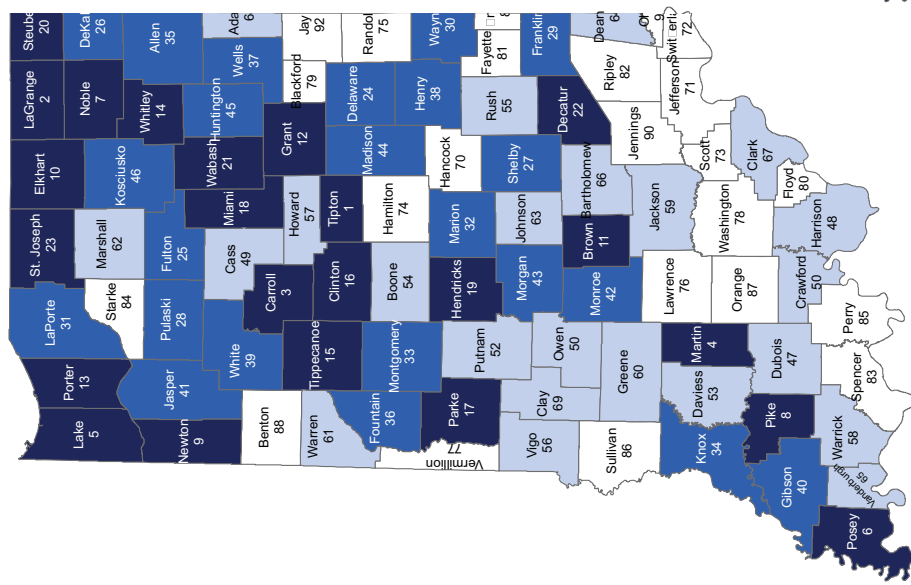 Lake
5
Porter
13
LaPorte
31
St. Joseph
23
Elkhart
10
LaGrange
2
Steube
20
Starke
84
Marshall
62
Kosciusko
46
Noble
7
DeKa
26
Newton
9
Jasper
41
Pulaski
28
Fulton
25
Whitley
14
Allen
35
Benton
88
White
39
Cass
49
Miami
18
Wabash
21
Huntington
45
Wells
37
Ada
6
Warren
61
Tippecanoe
15
Carroll
3
Howard
57
Grant
12
Blackford
79
Jay
92
Fountain
36
Montgomery
33
Clinton
16
Tipton
1
Madison
44
Delaware
24
Rando
75
Vermillion
77
Parke
17
Boone
54
Hamilton
74
Henry
38
Wayn
30
Putnam
52
Hendricks
19
Marion
32
Hancock
70
Rush
55
Fayette
81
Vigo
56
Clay
69
Owen
50
Morgan
43
Johnson
63
Shelby
27
Decatur
22
Franklin
29
Sullivan
86
Greene
60
Monroe
42
Brown
11
Bartholomew
66
Jennings
90
Ripley
82
Dean
6
Knox
34
Daviess
53
Martin
4
Lawrence
76
Jackson
59
Scott
73
Jefferson
71
72
Gibson
40
Pike
8
Dubois
47
Orange
87
Washington
78
Clark
67
Posey
6
Vanderburgh
65
Warrick
58
Spencer
83
Perry
85
Crawford
50
Harrison
48
Floyd
80